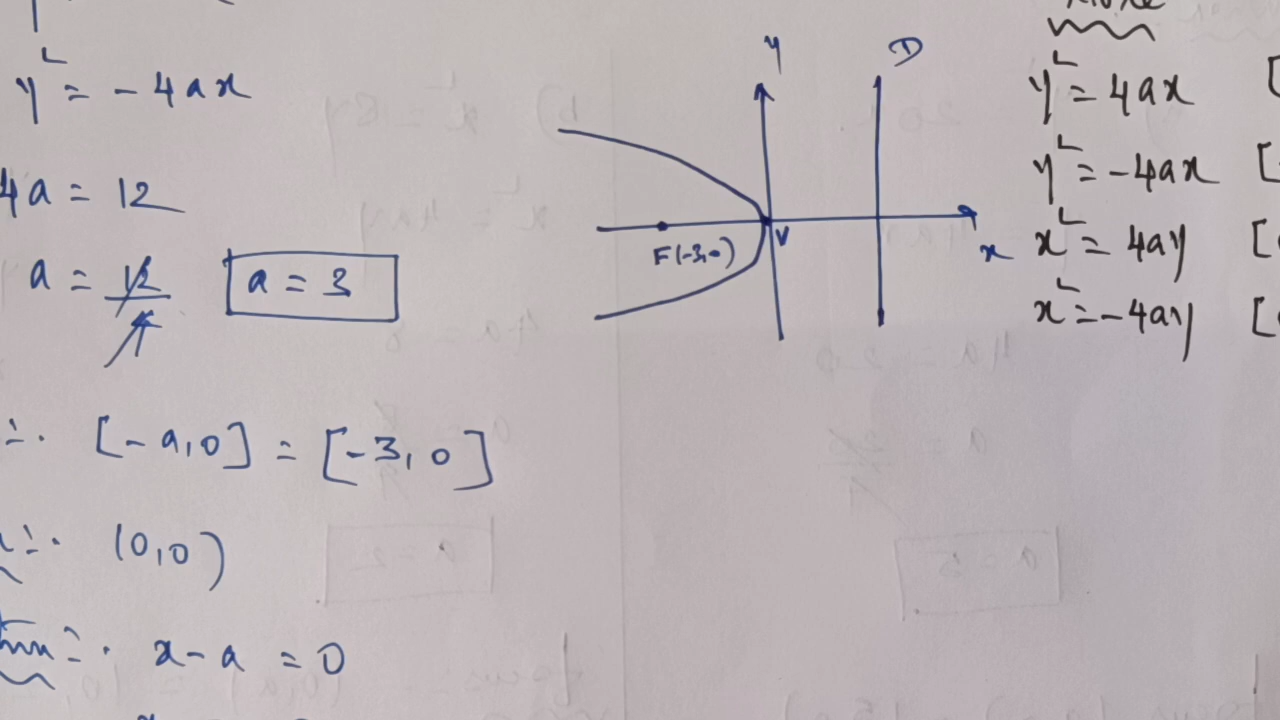 y² = - 4ax
4a = 12
a = 12/4 a = 3
∴ [-a,0] = [-3,0]
(0,0)
x-a = 0
y
D
F(-3,0)
V
x
y² = 4ax
y² = -4ax
x² = 4ay
x² = -4ay